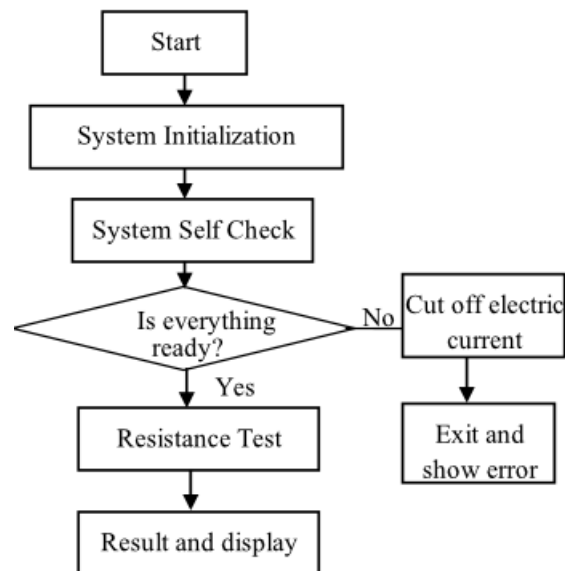 Start
System Initialization
System Self Check
Is everything
ready?
No
Cut off electric
current
Yes
Resistance Test
Exit and
show error
Result and display